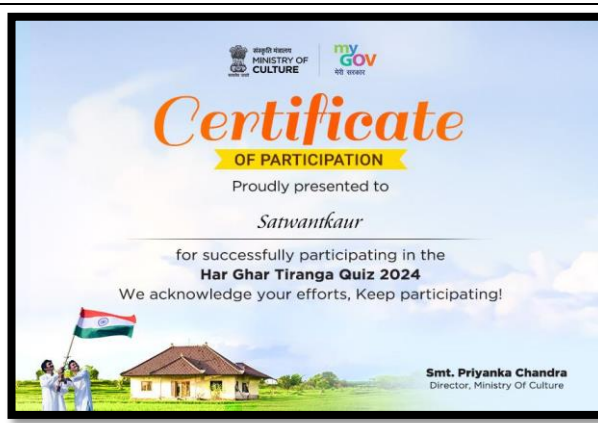 संस्कृति मंत्रालय
MINISTRY OF
CULTURE
my
GOV
मेरी सरकार
Certificate
OF PARTICIPATION
Proudly presented to
Satwantkaur
for successfully participating in the
Har Ghar Tiranga Quiz 2024
We acknowledge your efforts, Keep participating!
Smt. Priyanka Chandra
Director, Ministry Of Culture